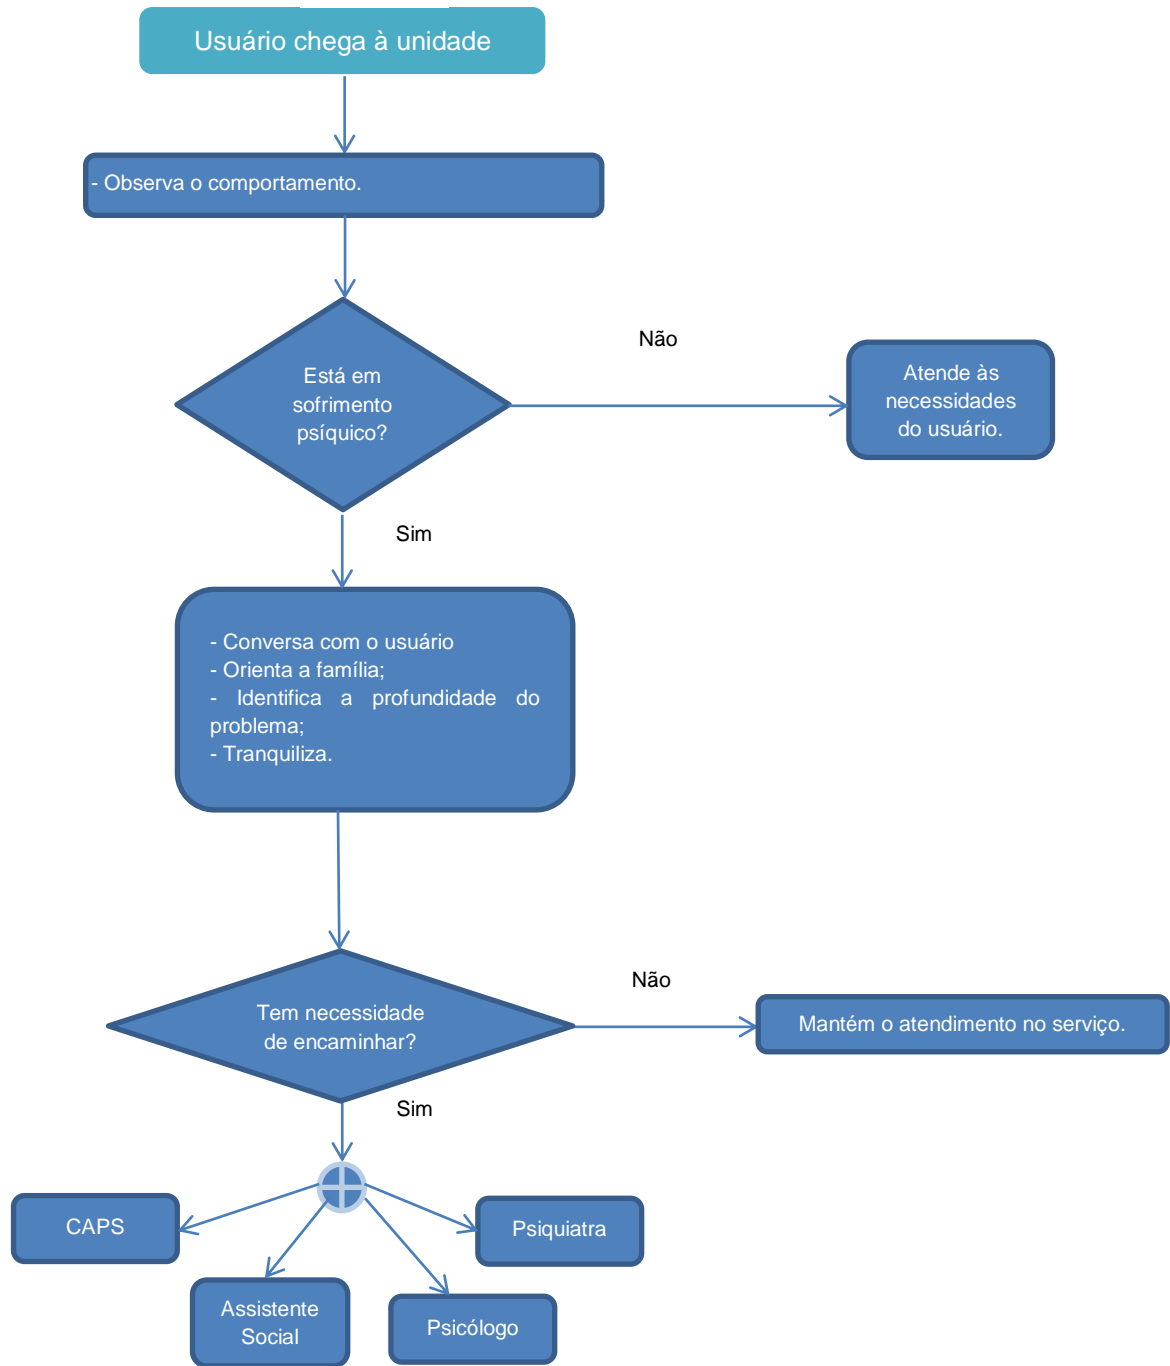 Usuário chega à unidade
- Observa o comportamento.
Não
Está em
sofrimento
psíquico?
Atende às
necessidades
do usuário.
Sim
- Conversa com o usuário
- Orienta a família;
- Identifica a profundidade do
problema;
- Tranquiliza.
Não
Tem necessidade
de encaminhar?
Mantém o atendimento no serviço.
Sim
CAPS
Psiquiatra
Assistente
Social
Psicólogo